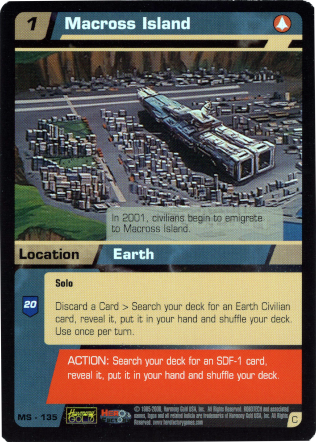 1 Macross Island
In 2001, civilians begin to emigrate
to Macross Island.
Location Earth
Solo
20
Discard a Card > Search your deck for an Earth Civilian
card, reveal it, put it in your hand and shuffle your deck.
Use once per turn.
ACTION: Search your deck for an SDF-1 card,
reveal it, put it in your hand and shuffle your deck.
MS - 135
Harmony
GOLD
©1985-2006, Harmony Gold USA, Inc. All Rights Reserved. ROBOTECH and associated
names, logos and all related indicia are
Harmony Gold USA, Inc. All Rights Reserved.
C